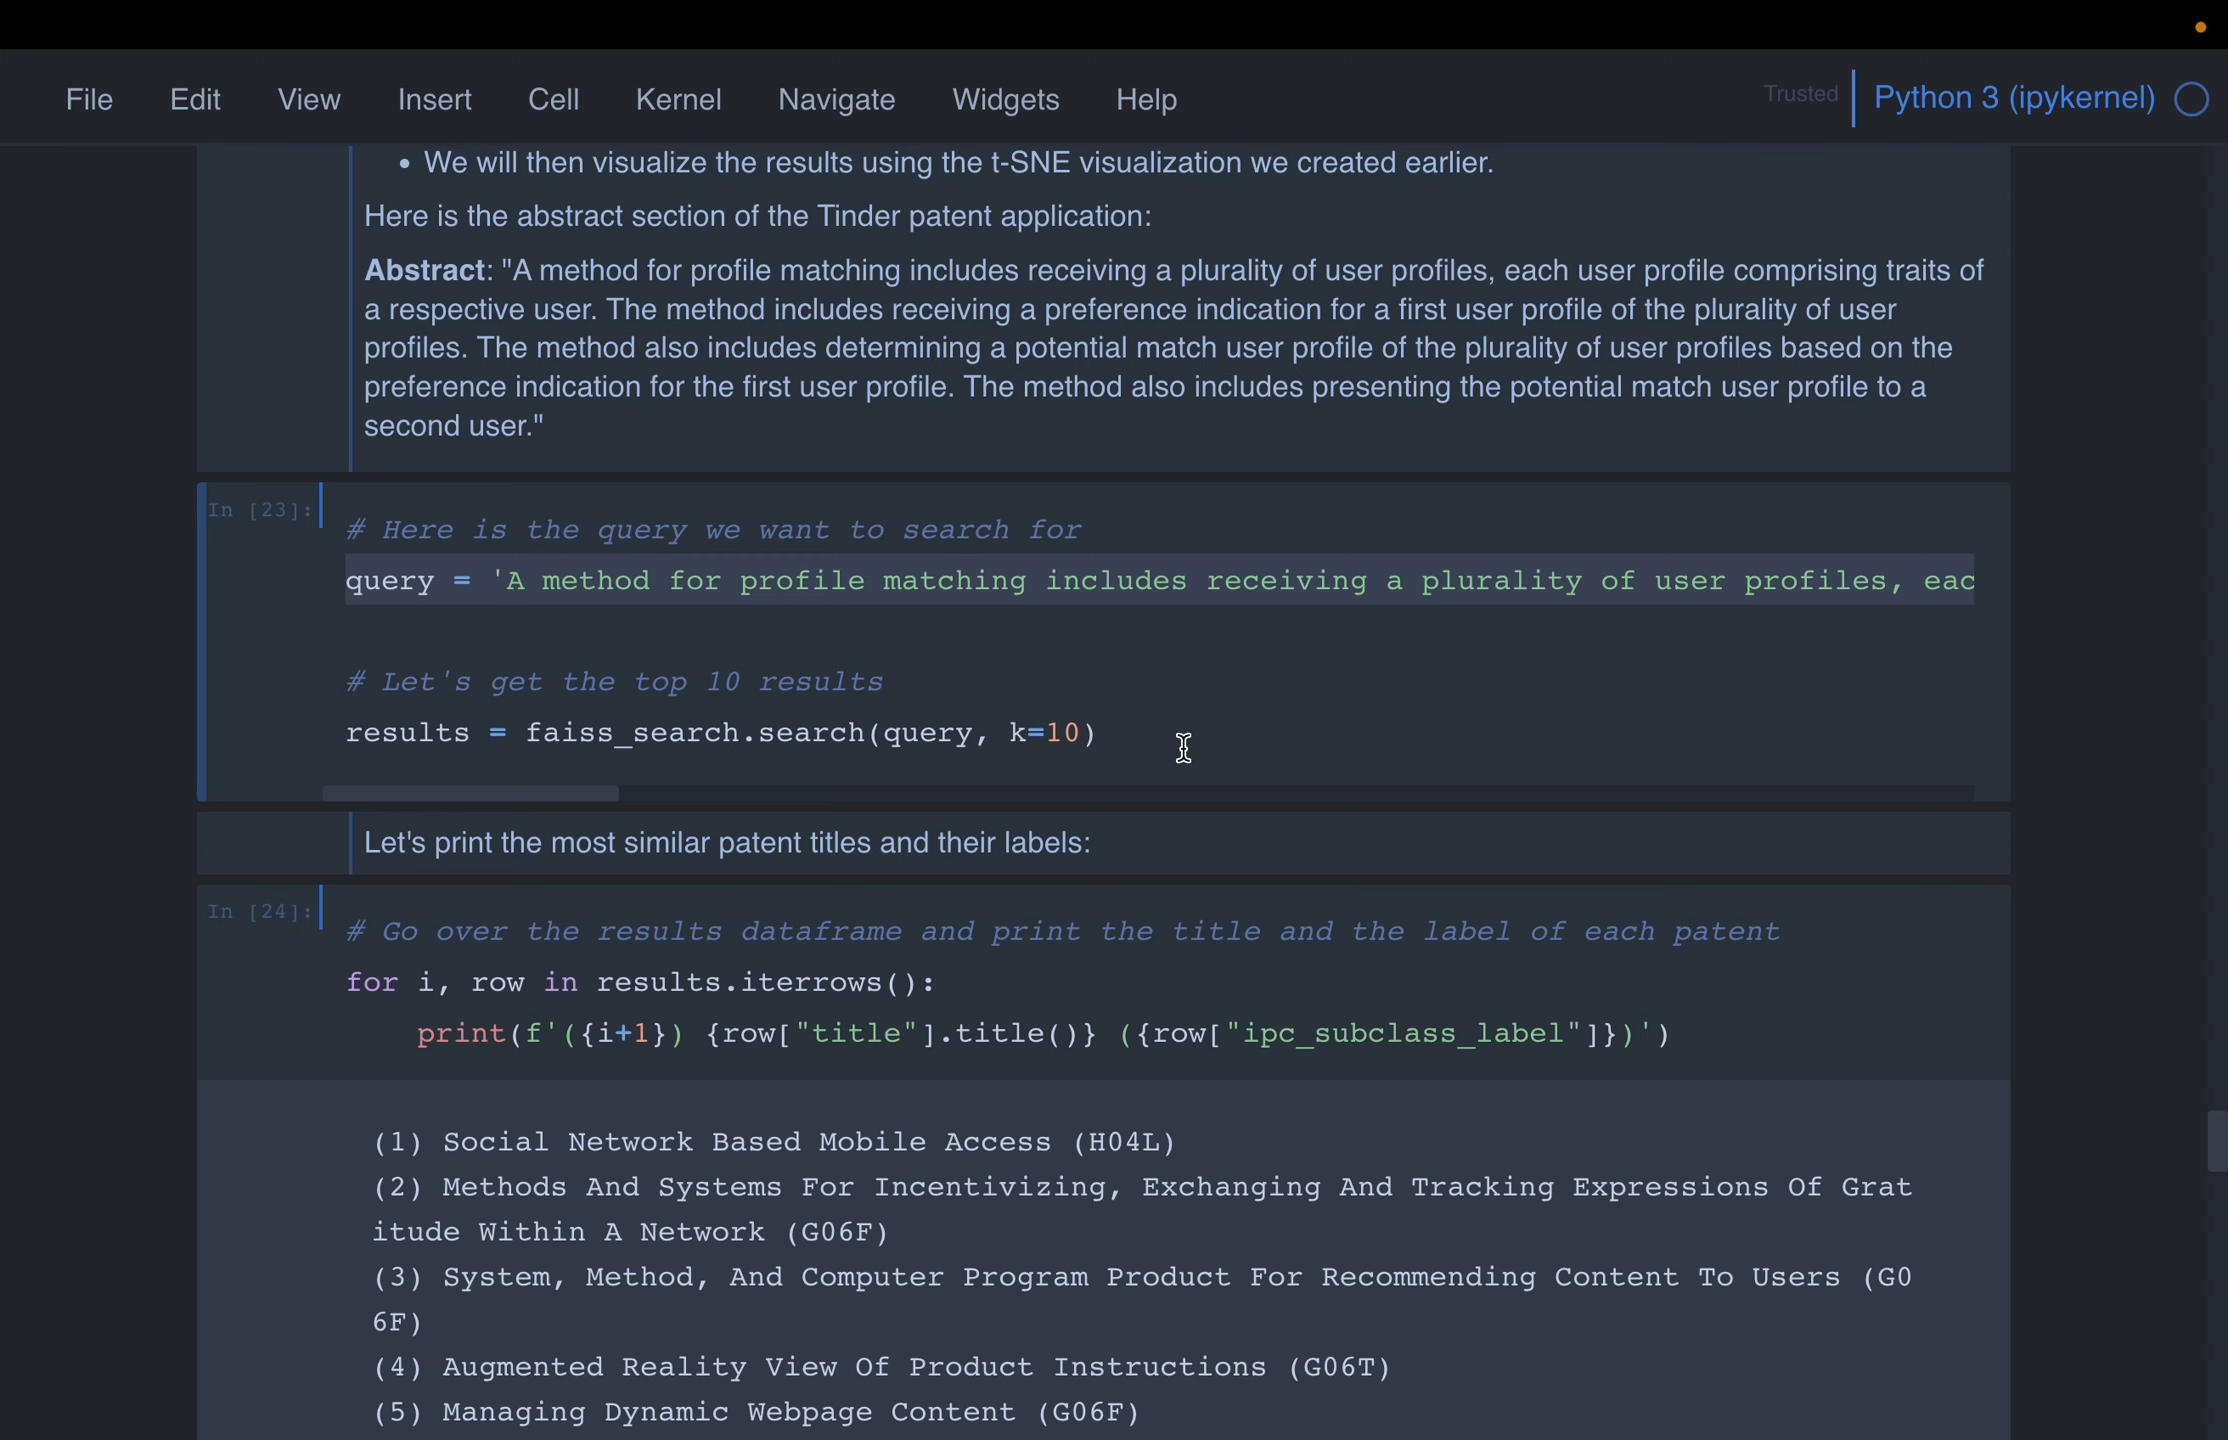 File Edit View Insert Cell Kernel Navigate Widgets Help Trusted Python 3 (ipykernel)
• We will then visualize the results using the t-SNE visualization we created earlier.
Here is the abstract section of the Tinder patent application:
Abstract: "A method for profile matching includes receiving a plurality of user profiles, each user profile comprising traits of
a respective user. The method includes receiving a preference indication for a first user profile of the plurality of user
profiles. The method also includes determining a potential match user profile of the plurality of user profiles based on the
preference indication for the first user profile. The method also includes presenting the potential match user profile to a
second user."
In [23]:
# Here is the query we want to search for
query = 'A method for profile matching includes receiving a plurality of user profiles, eac
# Let's get the top 10 results
results = faiss_search.search(query, k=10)
Let's print the most similar patent titles and their labels:
In [24]:
# Go over the results dataframe and print the title and the label of each patent
for i, row in results.iterrows():
    print(f'({i+1}) {row["title"].title()} ({row["ipc_subclass_label"]})')
(1) Social Network Based Mobile Access (H04L)
(2) Methods And Systems For Incentivizing, Exchanging And Tracking Expressions Of Grat
itude Within A Network (G06F)
(3) System, Method, And Computer Program Product For Recommending Content To Users (G0
6F)
(4) Augmented Reality View Of Product Instructions (G06T)
(5) Managing Dynamic Webpage Content (G06F)